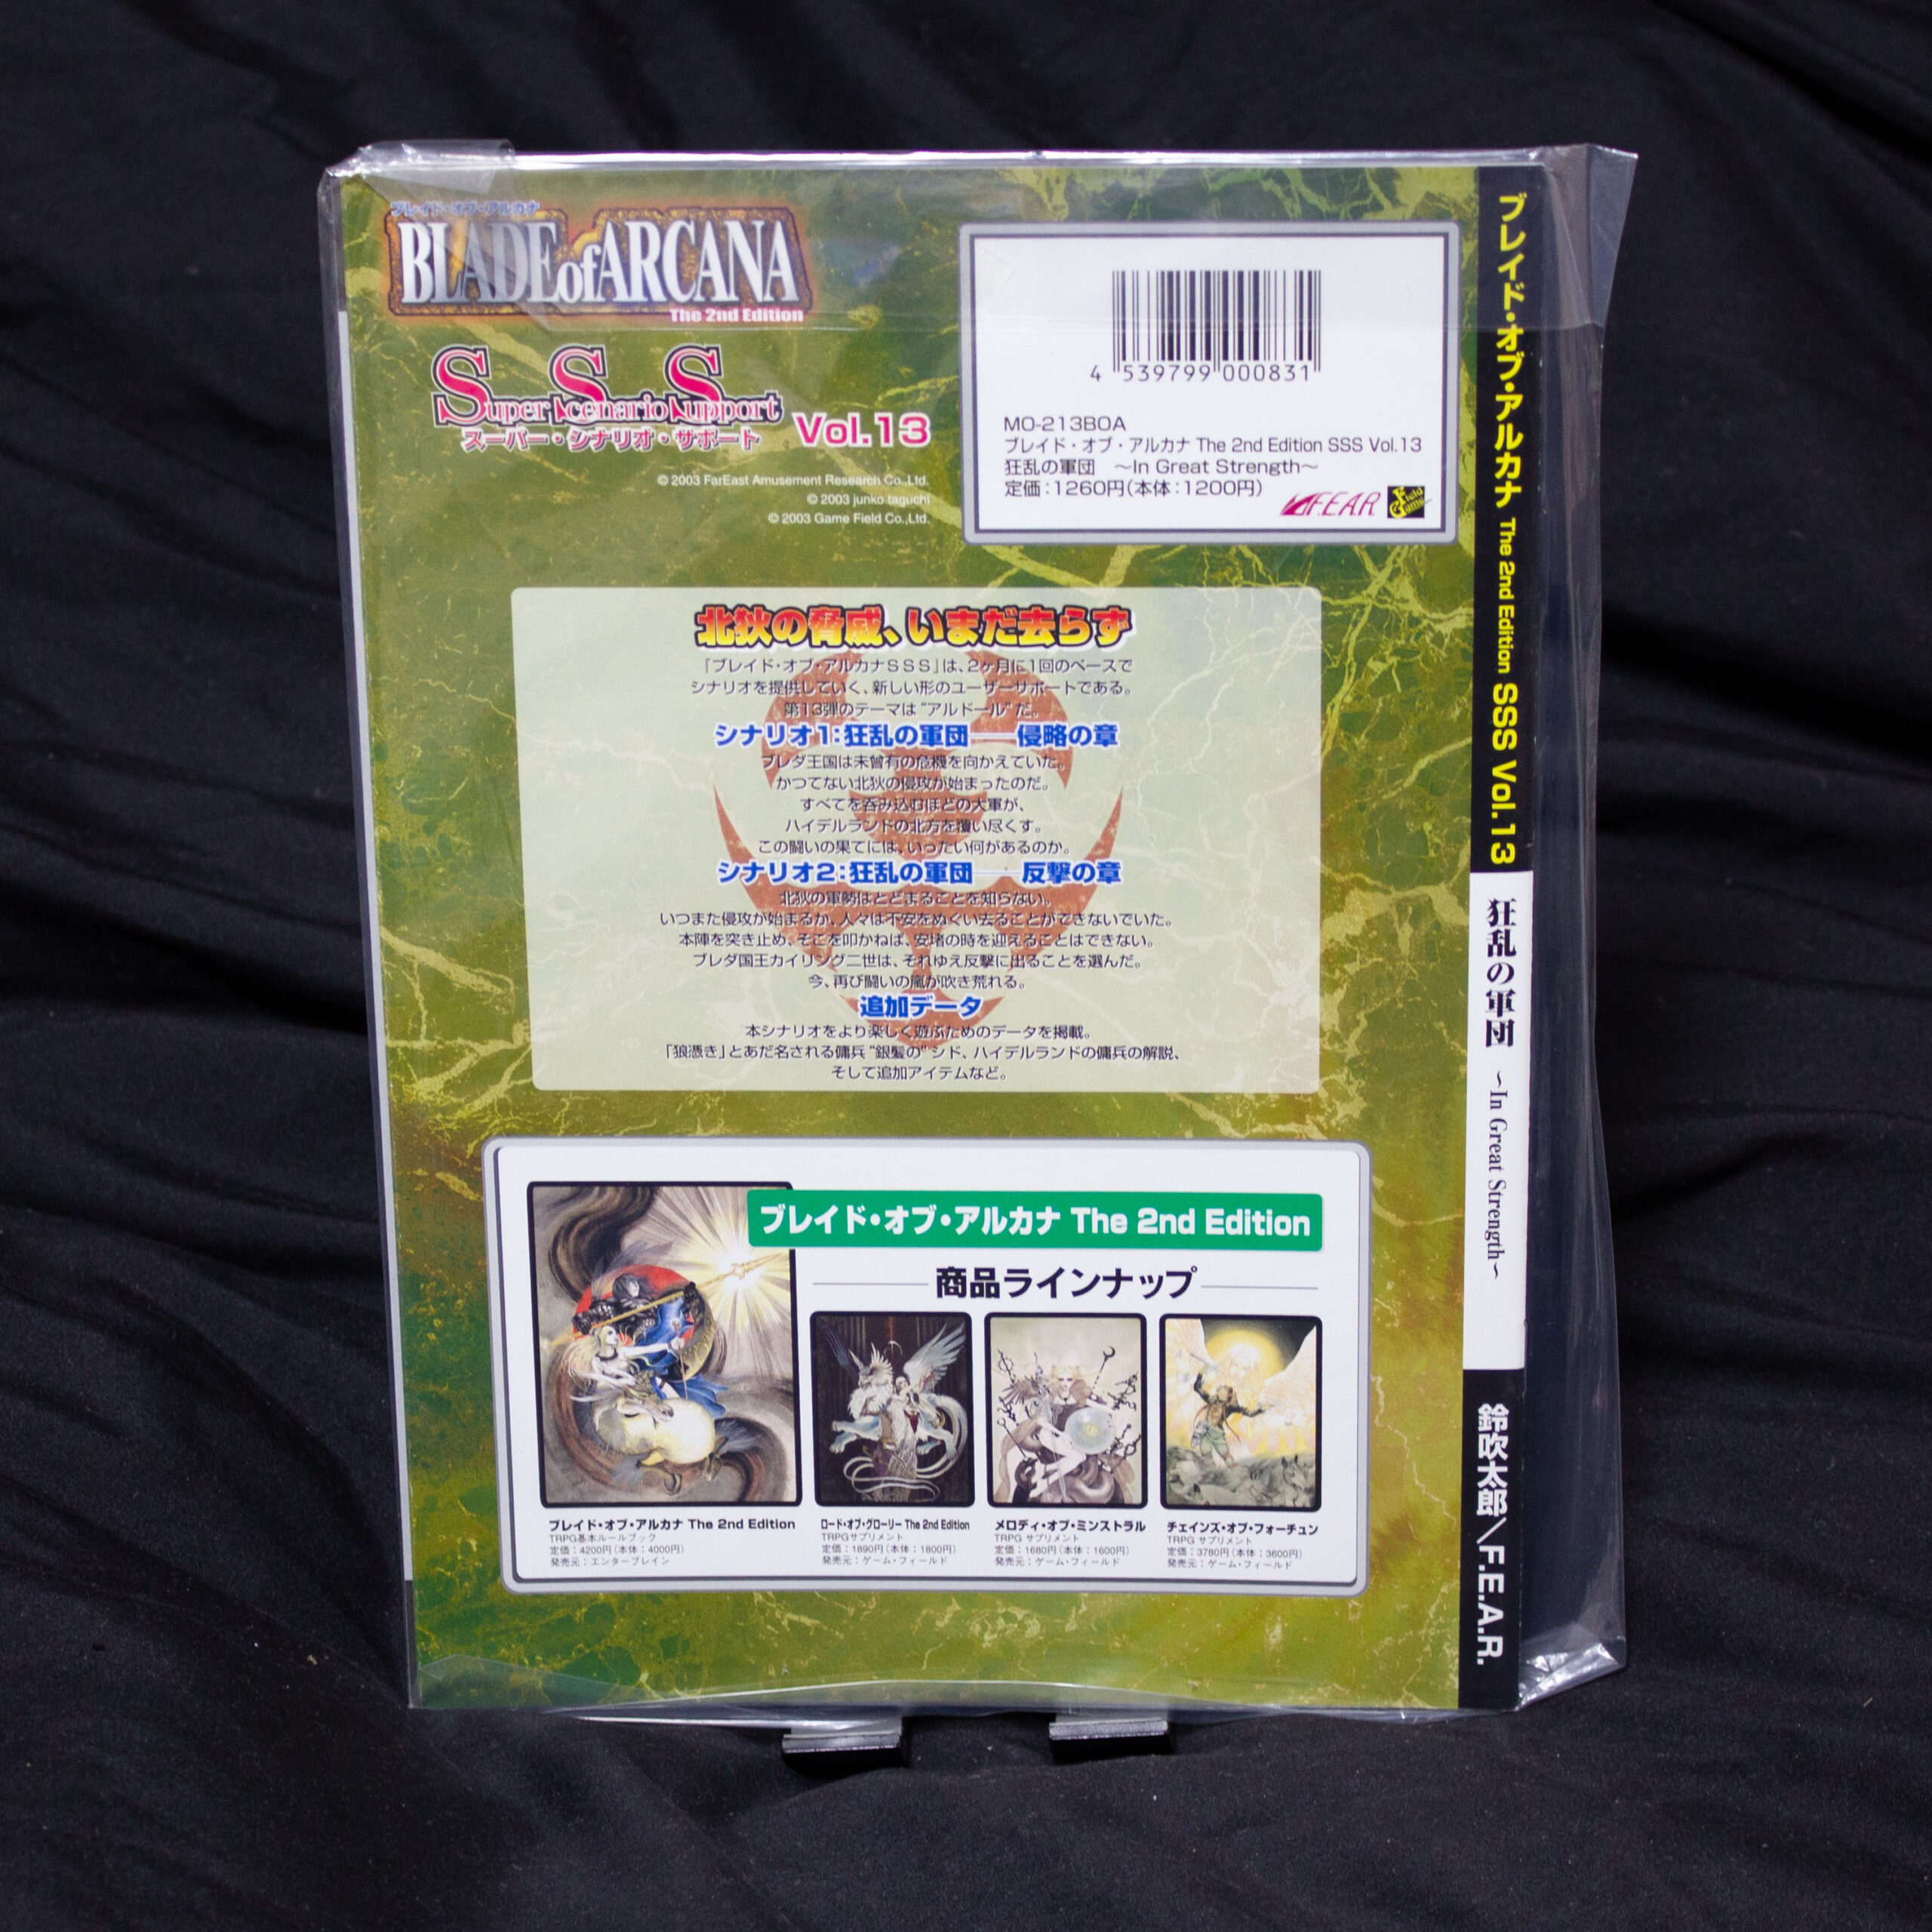 ブレイド・オブ・アルカナ
BLADE of ARCANA
The 2nd Edition
Super Scenario Support
スーパー・シナリオ・サポート
Vol.13
© 2003 FarEast Amusement Research Co.,Ltd.
© 2003 junko taguchi
© 2003 Game Field Co.,Ltd.
4 539799 000831
MO-213BOA
ブレイド・オブ・アルカナ The 2nd Edition SSS Vol.13
狂乱の軍団 ～In Great Strength～
定価:1260円(本体:1200円)
F.E.A.R
Field Game
北狄の脅威、いまだ去らず
「ブレイド・オブ・アルカナＳＳＳ」は、2ヶ月に1回のペースで
シナリオを提供していく、新しい形のユーザーサポートである。
第13弾のテーマは“アルドール”だ。
シナリオ1:狂乱の軍団――侵略の章
ブレダ王国は未曾有の危機を向かえていた。
かつてない北狄の侵攻が始まったのだ。
すべてを呑み込むほどの大軍が、
ハイデルランドの北方を覆い尽くす。
この闘いの果てには、いったい何があるのか。
シナリオ2:狂乱の軍団――反撃の章
北狄の軍勢はとどまることを知らない。
いつまた侵攻が始まるか、人々は不安をぬぐい去ることができないでいた。
本陣を突き止め、そこを叩かねば、安堵の時を迎えることはできない。
ブレダ国王カイリング二世は、それゆえ反撃に出ることを選んだ。
今、再び闘いの嵐が吹き荒れる。
追加データ
本シナリオをより楽しく遊ぶためのデータを掲載。
「狼憑き」とあだ名される傭兵“銀髪の”シド、ハイデルランドの傭兵の解説、
そして追加アイテムなど。
ブレイド・オブ・アルカナ The 2nd Edition
商品ラインナップ
ブレイド・オブ・アルカナ The 2nd Edition
TRPG基本ルールブック
定価：4200円（本体：4000円）
発売元：エンターブレイン
ロード・オブ・グローリー The 2nd Edition
TRPGサプリメント
定価：1890円（本体：1800円）
発売元：ゲーム・フィールド
メロディ・オブ・ミンストラル
TRPG サプリメント
定価：1680円（本体：1600円）
発売元：ゲーム・フィールド
チェインズ・オブ・フォーチュン
TRPG サプリメント
定価：3780円（本体：3600円）
発売元：ゲーム・フィールド
ブレイド・オブ・アルカナ The 2nd Edition SSS Vol.13
狂乱の軍団 ～In Great Strength～
鈴吹太郎／F.E.A.R.